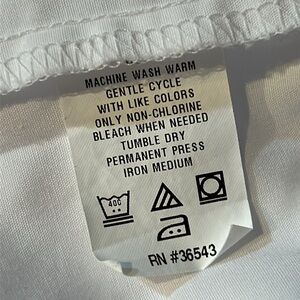 MACHINE WASH WARM
GENTLE CYCLE
WITH LIKE COLORS
ONLY NON-CHLORINE
BLEACH WHEN NEEDED
TUMBLE DRY
PERMANENT PRESS
IRON MEDIUM
40C
RN #36543